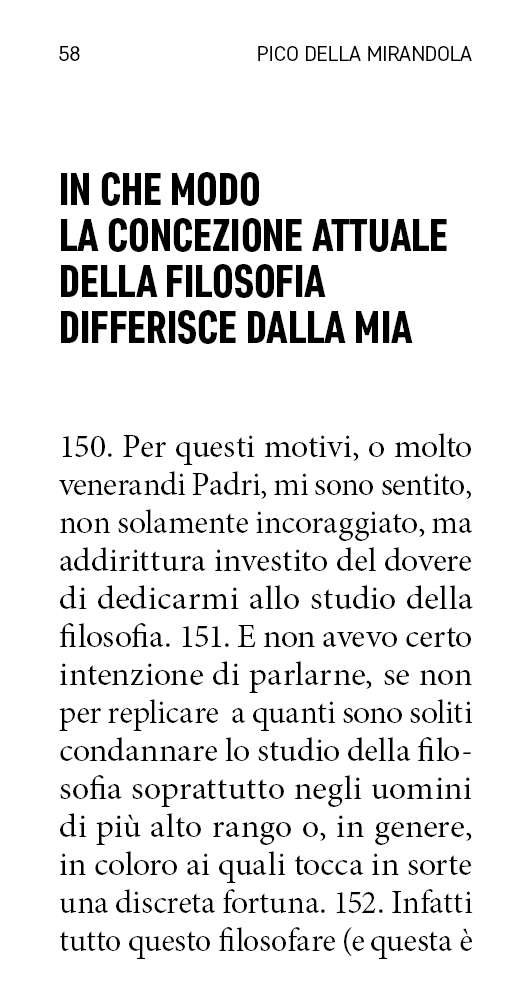 58 PICO DELLA MIRANDOLA
IN CHE MODO
LA CONCEZIONE ATTUALE
DELLA FILOSOFIA
DIFFERISCE DALLA MIA
150. Per questi motivi, o molto
venerandi Padri, mi sono sentito,
non solamente incoraggiato, ma
addirittura investito del dovere
di dedicarmi allo studio della
filosofia. 151. E non avevo certo
intenzione di parlarne, se non
per replicare a quanti sono soliti
condannare lo studio della filo-
sofia soprattutto negli uomini
di più alto rango o, in genere,
in coloro ai quali tocca in sorte
una discreta fortuna. 152. Infatti
tutto questo filosofare (e questa è